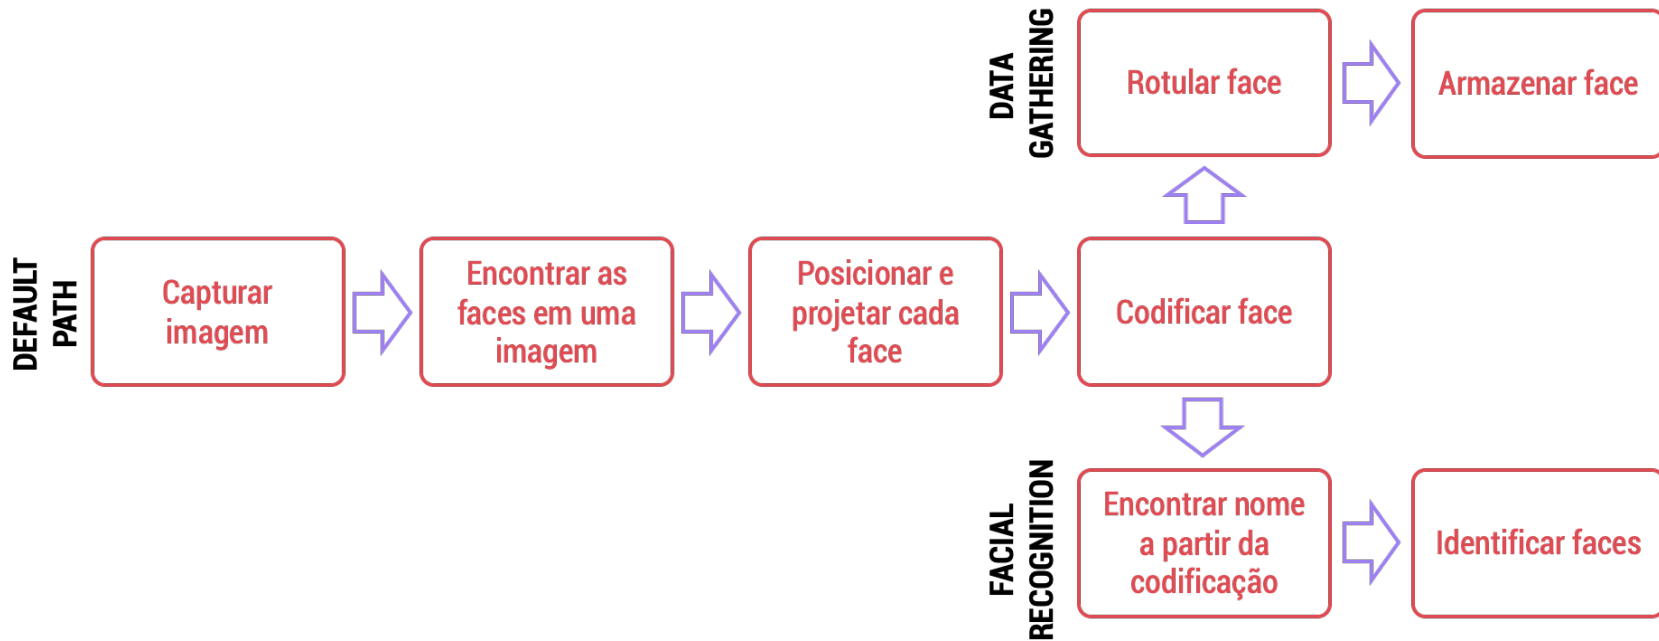 DATA
GATHERING
Rotular face
Armazenar face
DEFAULT
PATH
Capturar
imagem
Encontrar as
faces em uma
imagem
Posicionar e
projetar cada
face
Codificar face
FACIAL
RECOGNITION
Encontrar nome
a partir da
codificação
Identificar faces